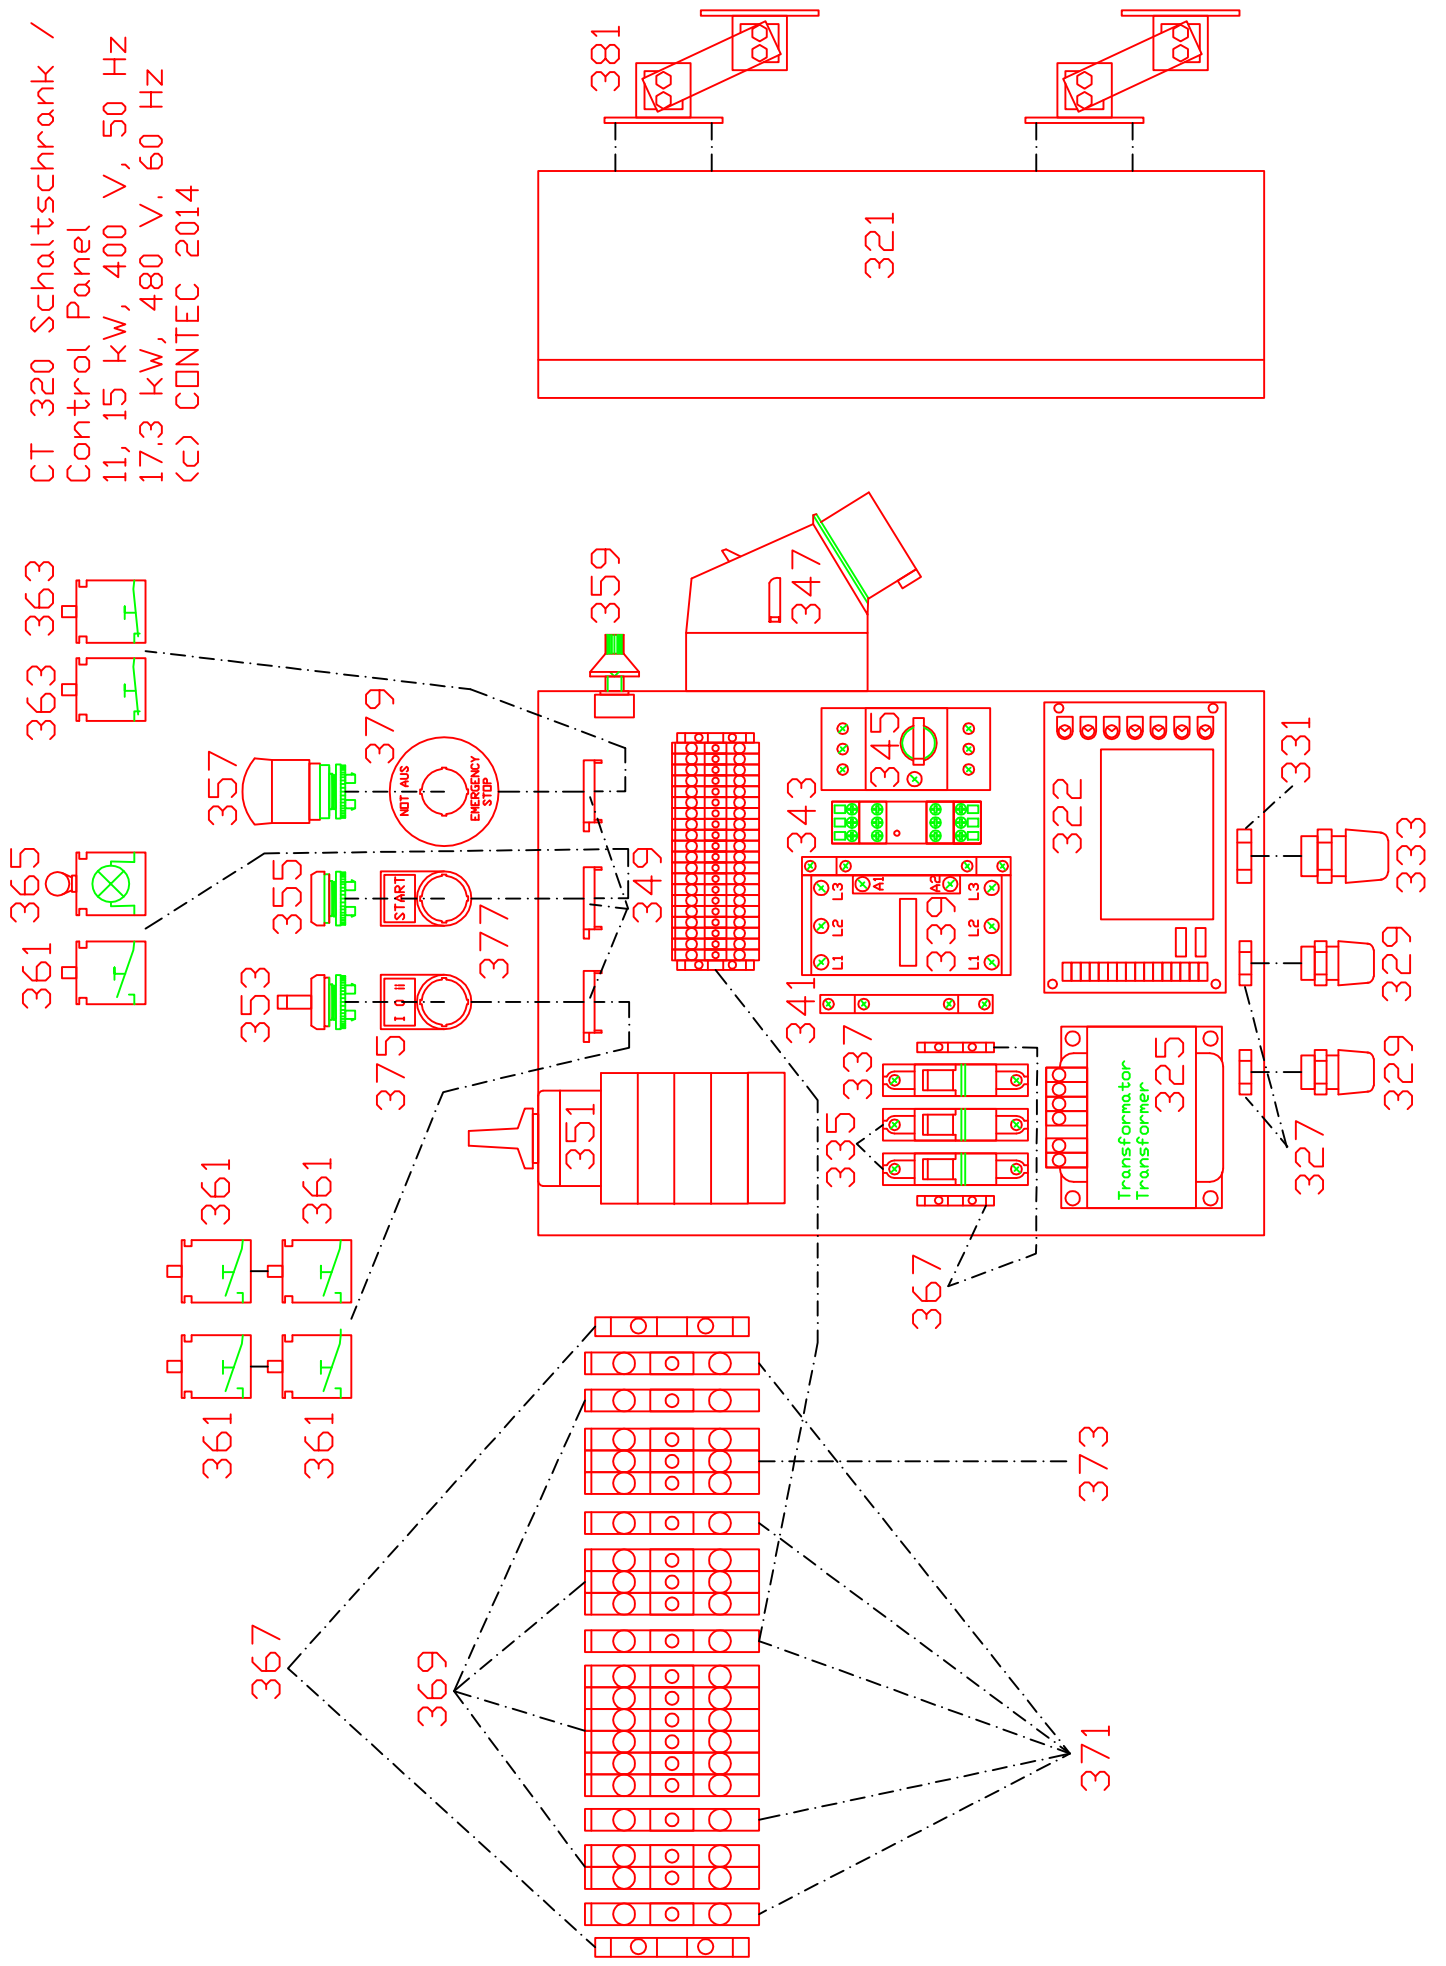 CT 320 Schaltschrank /
Control Panel
11, 15 kW, 400 V, 50 Hz
17.3 kW, 480 V. 60 Hz
(c) CONTEC 2014
361
365
363
363
361
361
361
361
353
355
357
367
375
I 0 II
START
NOT AUS
EMERGENCY
STOP
379
369
377
351
349
359
381
341
343
347
335
337
L1
L2
L3
A1
345
321
367
339
A2
L1
L2
L3
322
373
371
Transformator
Transformer
325
327
331
329
329
333